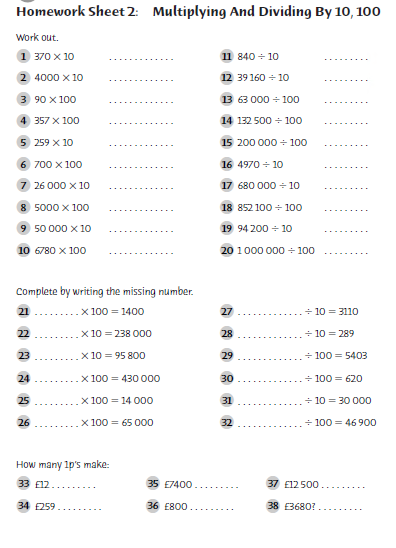 Homework Sheet 2: Multiplying And Dividing By 10, 100
Work out.
1 370 × 10 .............
2 4000 × 10 .............
3 90 × 100 .............
4 357 × 100 .............
5 259 × 10 .............
6 700 × 100 .............
7 26 000 × 10 .............
8 5000 × 100 .............
9 50 000 × 10 .............
10 6780 × 100 .............
11 840 ÷ 10 .........
12 39 160 ÷ 10 .........
13 63 000 ÷ 100 .........
14 132 500 ÷ 100 .........
15 200 000 ÷ 100 .........
16 4970 ÷ 10 .........
17 680 000 ÷ 10 .........
18 852 100 ÷ 100 .........
19 94 200 ÷ 10 .........
20 1 000 000 ÷ 100 .........
Complete by writing the missing number.
21 ......... × 100 = 1400
22 ......... × 10 = 238 000
23 ......... × 10 = 95 800
24 ......... × 100 = 430 000
25 ......... × 100 = 14 000
26 ......... × 100 = 65 000
27 ............. ÷ 10 = 3110
28 ............. ÷ 10 = 289
29 ............. ÷ 100 = 5403
30 ............. ÷ 100 = 620
31 ............. ÷ 10 = 30 000
32 ............. ÷ 100 = 46 900
How many 1p's make:
33 £12 .........
34 £259 .........
35 £7400 .........
36 £800 .........
37 £12 500 .........
38 £3680? .........